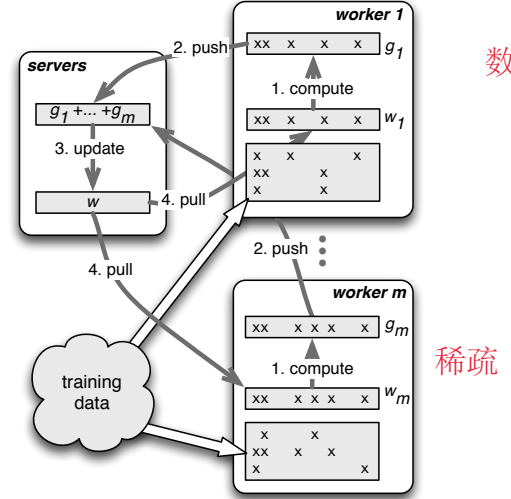 worker 1
2. push
xx x x x g1
servers
1. compute
g1 +... +gm
xx x x x w1
3. update
x x x
xx x
x x
w
4. pull
2. push
4. pull
worker m
xx x x x x gm
1. compute
training
data
xx x x x x wm
x x
xx x x
x x
数
稀疏